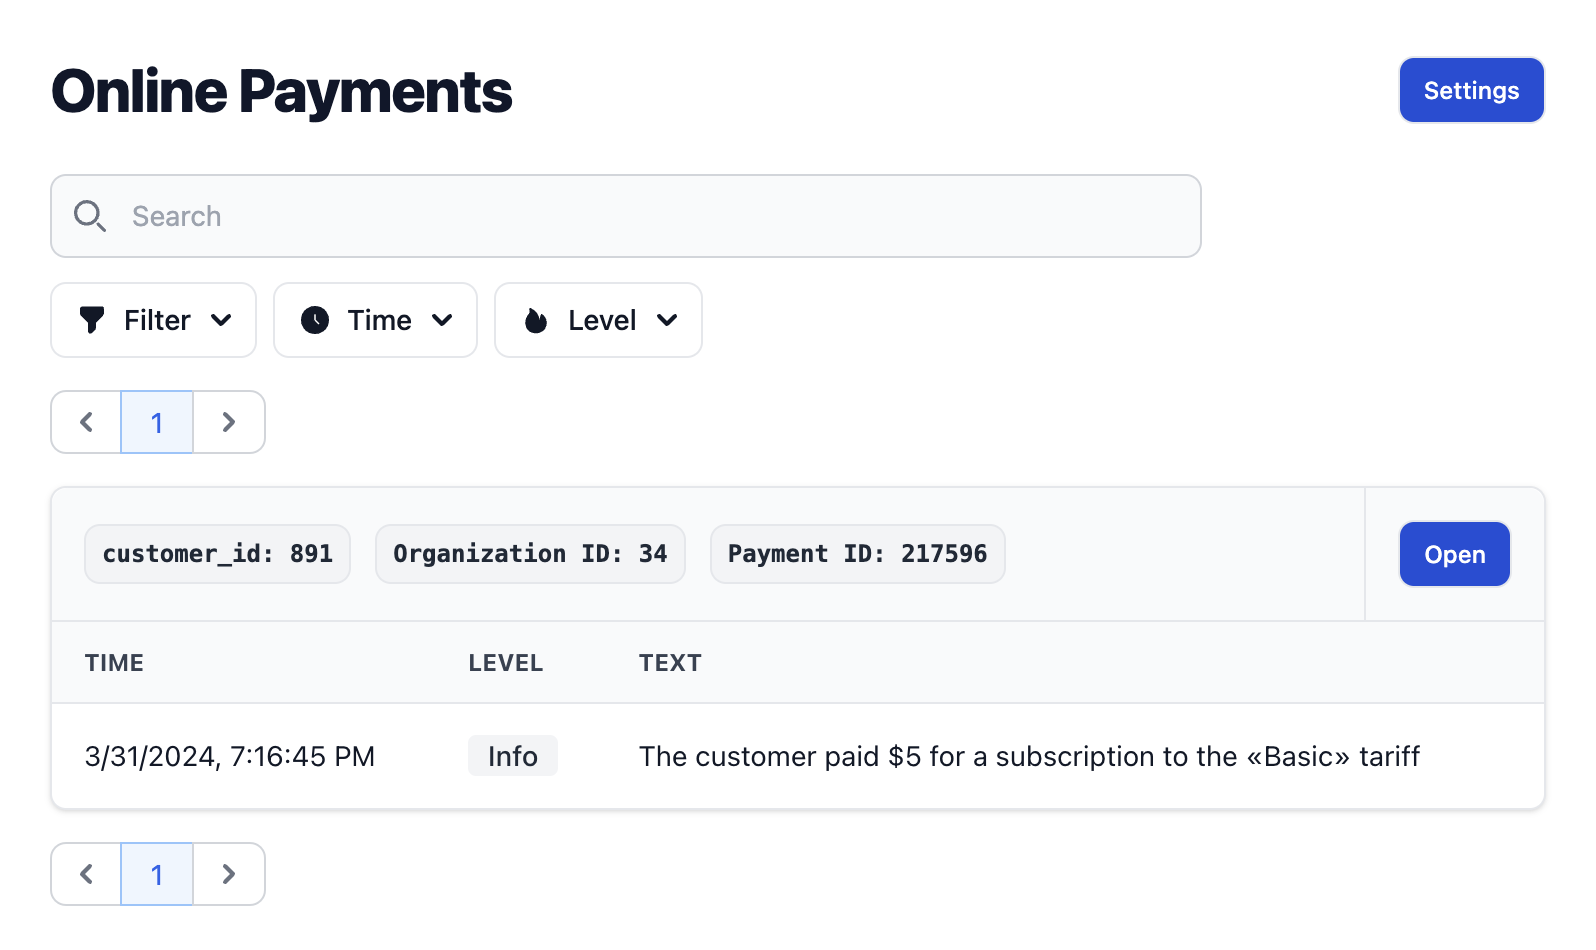 Online Payments
Settings
Search
Filter
Time
Level
1
customer_id: 891
Organization ID: 34
Payment ID: 217596
Open
TIME LEVEL TEXT
3/31/2024, 7:16:45 PM Info The customer paid $5 for a subscription to the «Basic» tariff
1